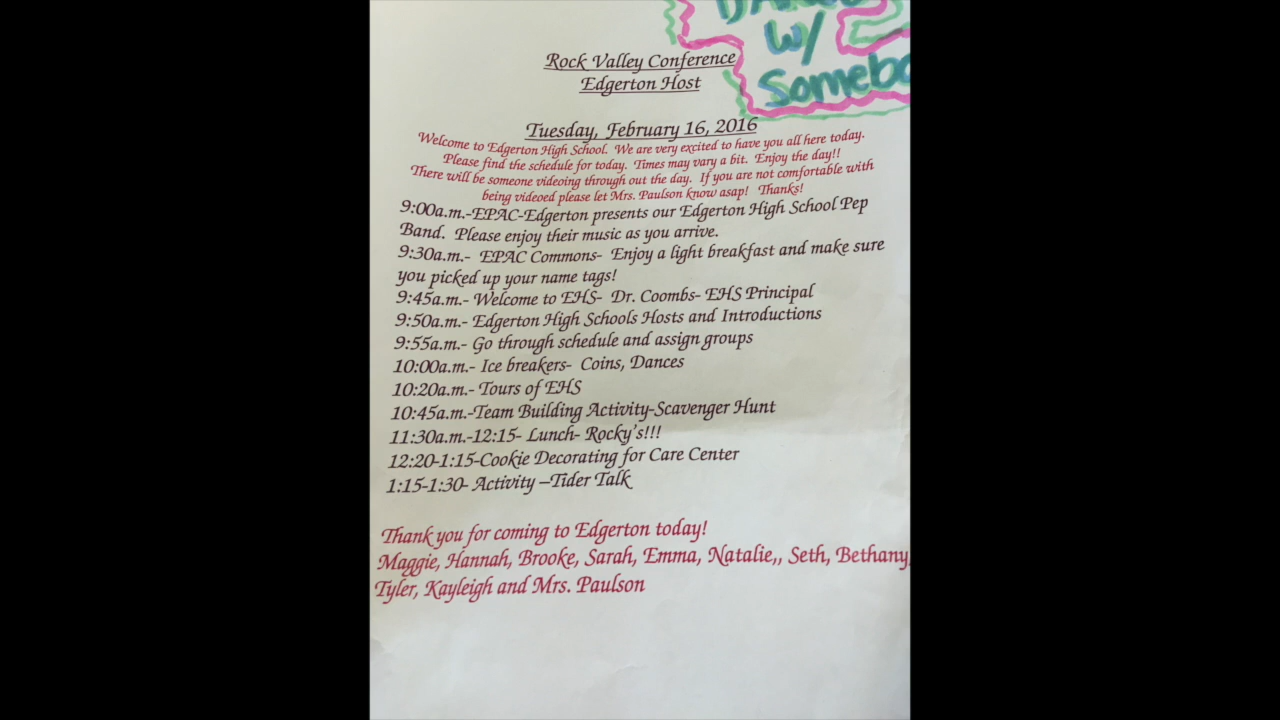 w/
Rock Valley Conference
Edgerton Host
Tuesday, February 16, 2016
Welcome to Edgerton High School. We are very excited to have you all here today.
Please find the schedule for today. Times may vary a bit. Enjoy the day!!
There will be someone videoing through out the day. If you are not comfortable with
being videoed please let Mrs. Paulson know asap! Thanks!
9:00a.m.-EPAC-Edgerton presents our Edgerton High School Pep
Band. Please enjoy their music as you arrive.
9:30a.m.- EPAC Commons- Enjoy a light breakfast and make sure
you picked up your name tags!
9:45a.m.- Welcome to EHS- Dr. Coombs- EHS Principal
9:50a.m.- Edgerton High Schools Hosts and Introductions
9:55a.m.- Go through schedule and assign groups
10:00a.m.- Ice breakers- Coins, Dances
10:20a.m.- Tours of EHS
10:45a.m.-Team Building Activity-Scavenger Hunt
11:30a.m.-12:15- Lunch- Rocky's!!!
12:20-1:15-Cookie Decorating for Care Center
1:15-1:30- Activity –Tider Talk
Thank you for coming to Edgerton today!
Maggie, Hannah, Brooke, Sarah, Emma, Natalie,, Seth, Bethany,
Tyler, Kayleigh and Mrs. Paulson